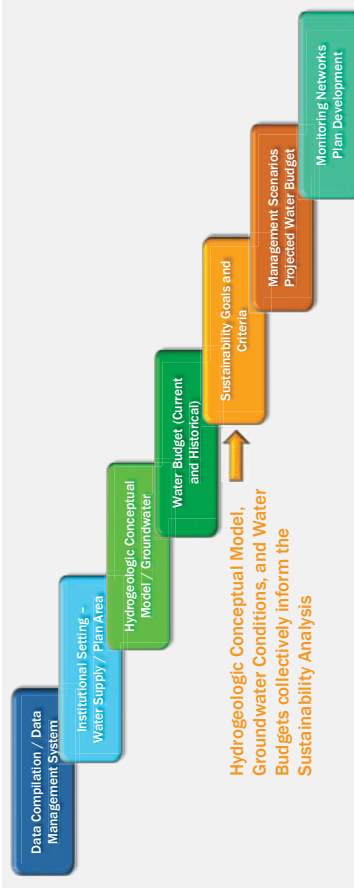 Data Compilation / Data
Management System
Institutional Setting –
Water Supply / Plan Area
Hydrogeologic Conceptual
Model / Groundwater
Water Budget (Current
and Historical)
Sustainability Goals and
Criteria
Management Scenarios
Projected Water Budget
Monitoring Networks
Plan Development
Hydrogeologic Conceptual Model,
Groundwater Conditions, and Water
Budgets collectively inform the
Sustainability Analysis